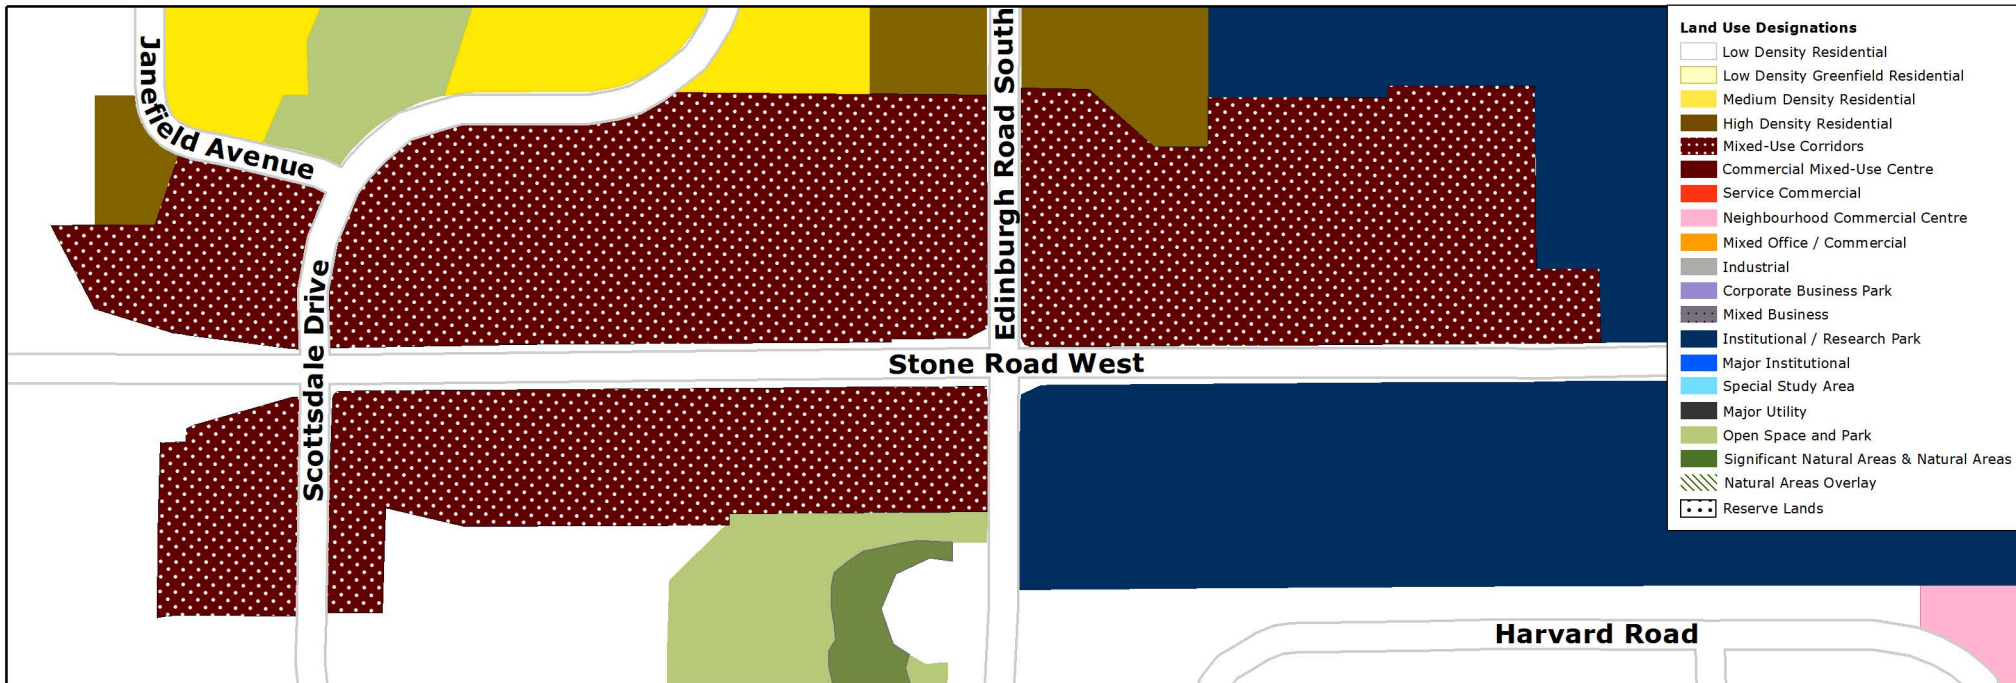 Janefield Avenue
Scottsdale Drive
Edinburgh Road South
Stone Road West
Harvard Road
Land Use Designations
Low Density Residential
Low Density Greenfield Residential
Medium Density Residential
High Density Residential
Mixed-Use Corridors
Commercial Mixed-Use Centre
Service Commercial
Neighbourhood Commercial Centre
Mixed Office / Commercial
Industrial
Corporate Business Park
Mixed Business
Institutional / Research Park
Major Institutional
Special Study Area
Major Utility
Open Space and Park
Significant Natural Areas & Natural Areas
Natural Areas Overlay
Reserve Lands